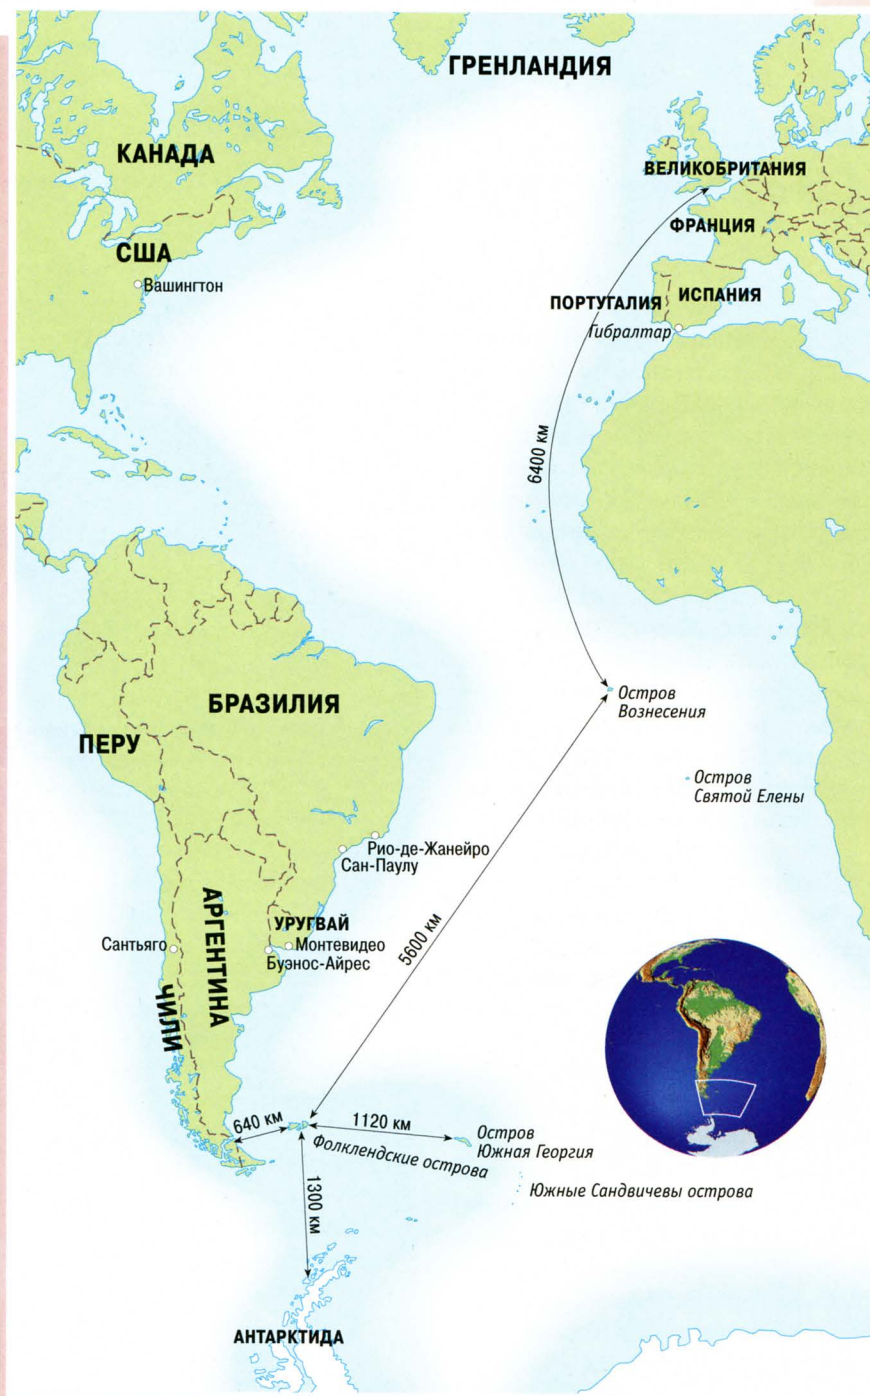 ГРЕНЛАНДИЯ
КАНАДА
ВЕЛИКОБРИТАНИЯ
ФРАНЦИЯ
США
Вашингтон
ПОРТУГАЛИЯ
ИСПАНИЯ
Гибралтар
6400 км
Остров
Вознесения
БРАЗИЛИЯ
ПЕРУ
Остров
Святой Елены
Рио-де-Жанейро
Сан-Паулу
АРГЕНТИНА
УРУГВАЙ
Сантьяго
Монтевидео
Буэнос-Айрес
5600 км
ЧИЛИ
640 км
1120 км
Остров
Южная Георгия
Фолклендские острова
1300 км
Южные Сандвичевы острова
АНТАРКТИДА